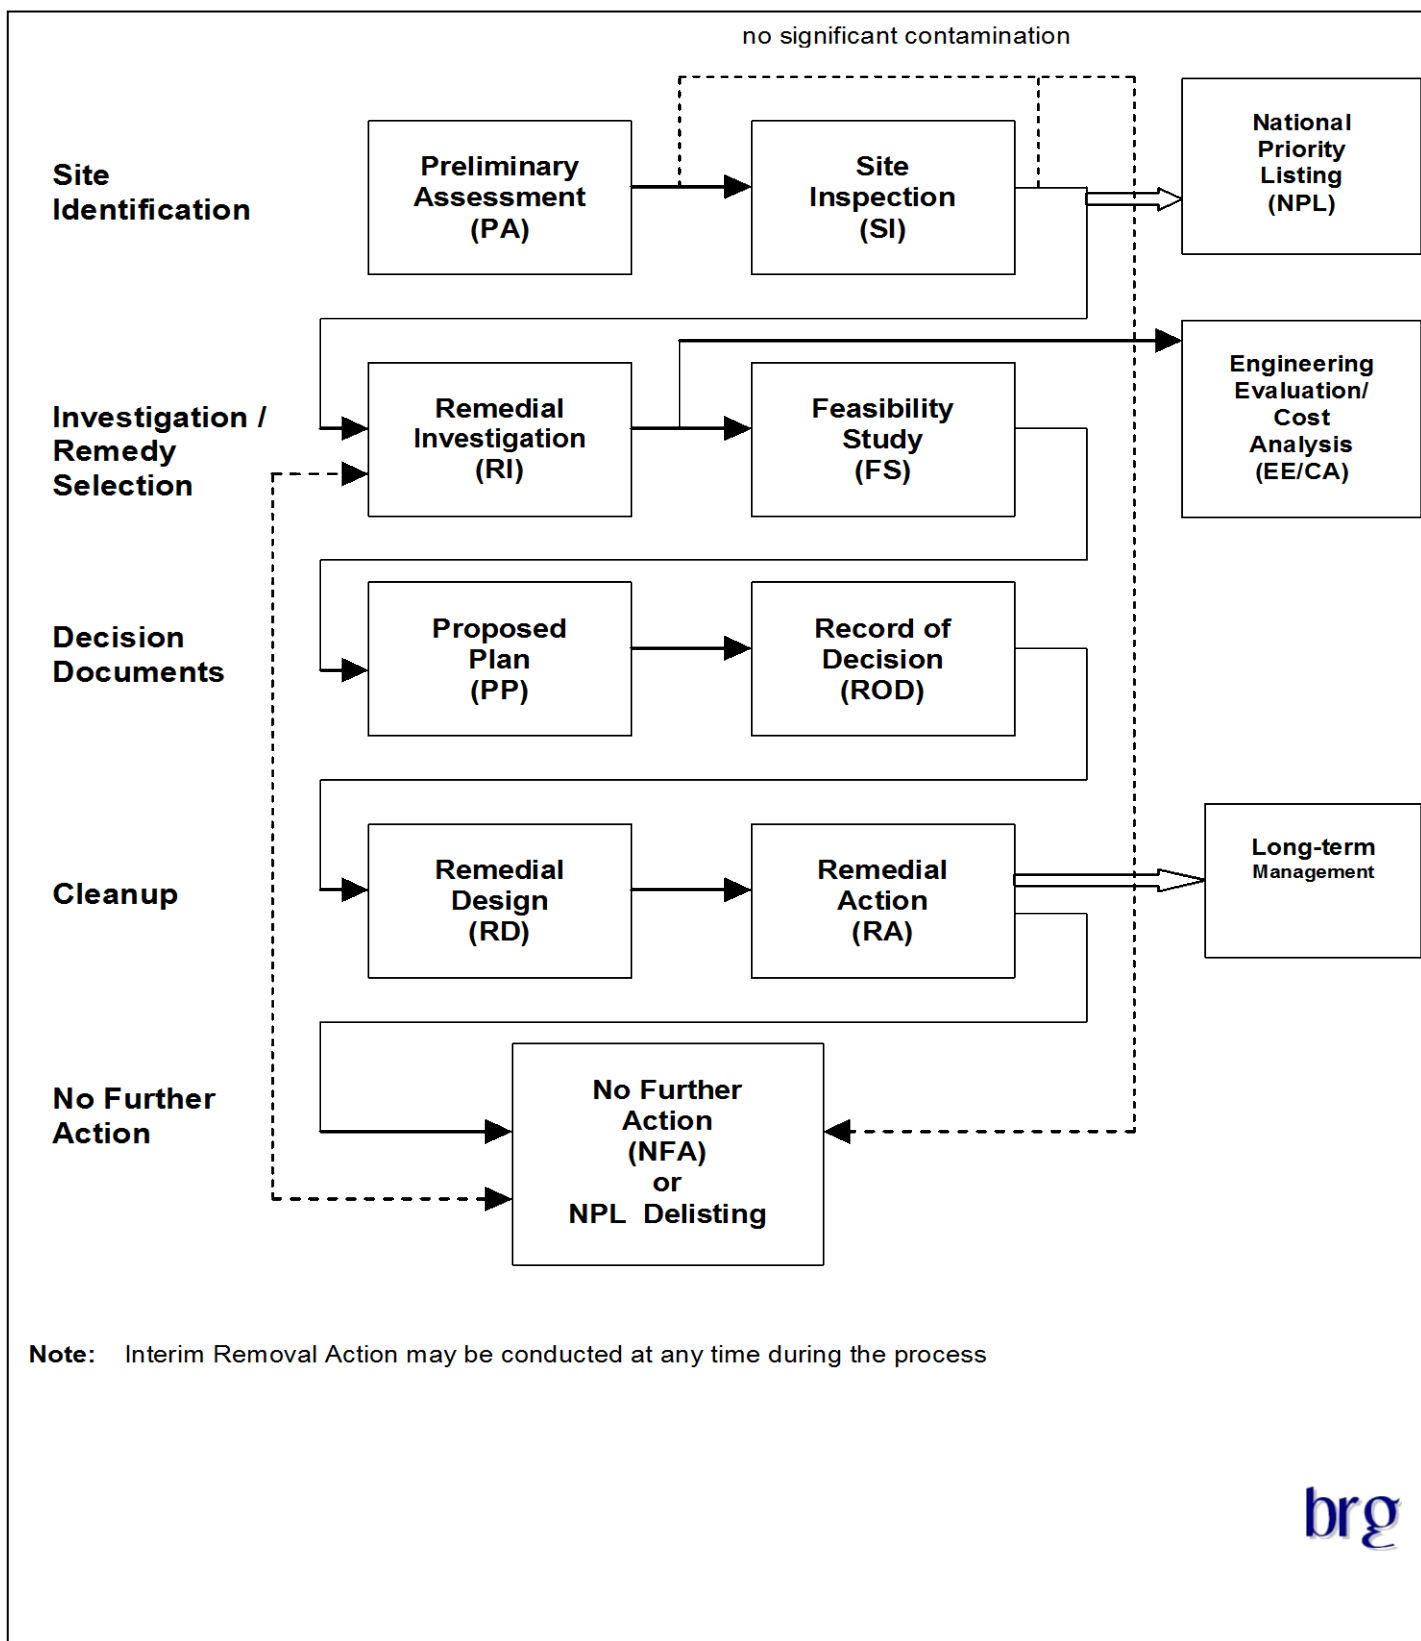 no significant contamination
Site
Identification
Preliminary
Assessment
(PA)
Site
Inspection
(SI)
National
Priority
Listing
(NPL)
Investigation /
Remedy
Selection
Remedial
Investigation
(RI)
Feasibility
Study
(FS)
Engineering
Evaluation/
Cost
Analysis
(EE/CA)
Decision
Documents
Proposed
Plan
(PP)
Record of
Decision
(ROD)
Cleanup
Remedial
Design
(RD)
Remedial
Action
(RA)
Long-term
Management
No Further
Action
No Further
Action
(NFA)
or
NPL Delisting
Note: Interim Removal Action may be conducted at any time during the process
brg